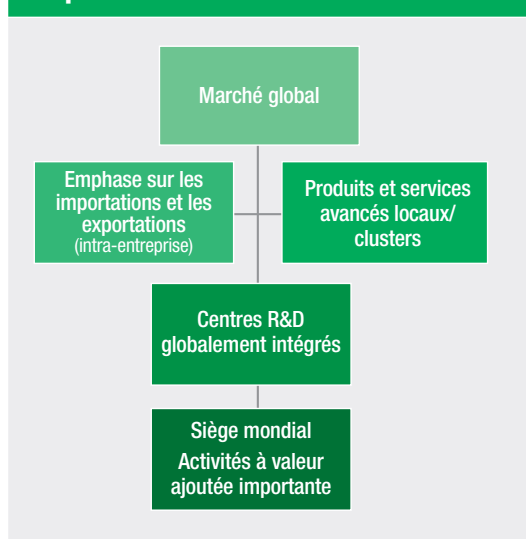 Marché global
Emphase sur les
importations et les
exportations
(intra-entreprise)
Produits et services
avancés locaux/
clusters
Centres R&D
globalement intégrés
Siège mondial
Activités à valeur
ajoutée importante